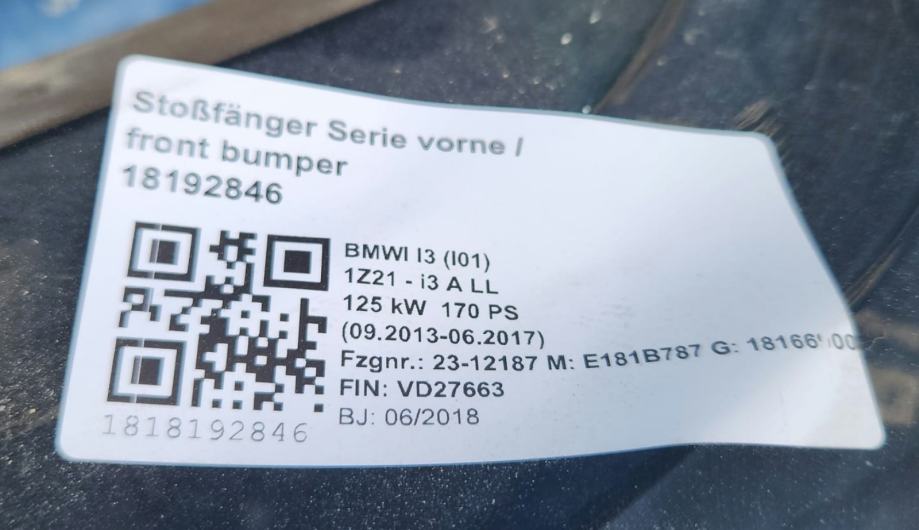 Stoßfänger Serie vorne /
front bumper
18192846
BMWI I3 (I01)
1Z21 - i3 A LL
125 kW 170 PS
(09.2013-06.2017)
Fzgnr.: 23-12187 M: E181B787 G:
FIN: VD27663
BJ: 06/2018
1818192846